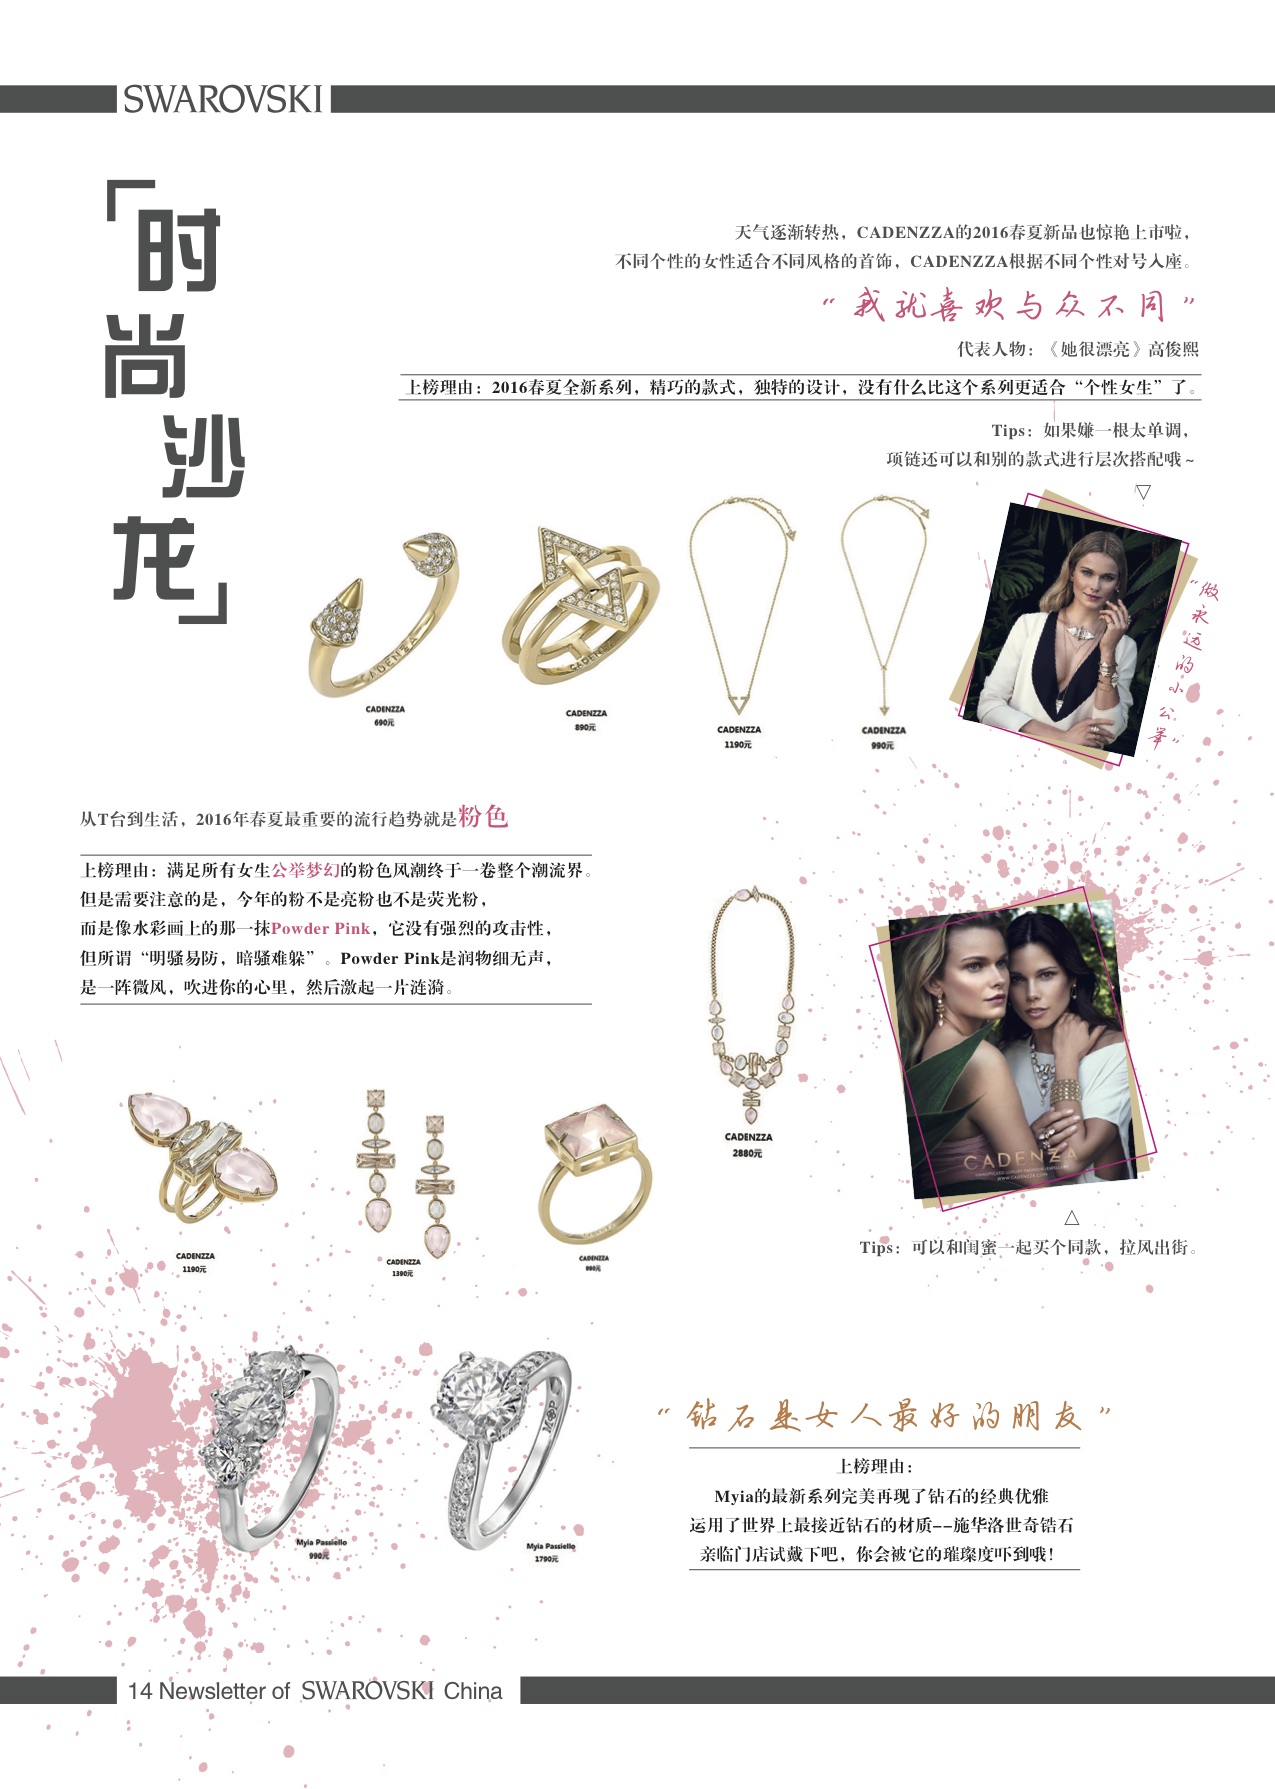 SWAROVSKI
「时尚沙龙」
天气逐渐转热，CADENZZA的2016春夏新品也惊艳上市啦，
不同个性的女性适合不同风格的首饰，CADENZZA根据不同个性对号入座。
“我就喜欢与众不同”
代表人物：《她很漂亮》高俊熙
上榜理由：2016春夏全新系列，精巧的款式，独特的设计，没有什么比这个系列更适合“个性女生”了。
Tips：如果嫌一根太单调，
项链还可以和别的款式进行层次搭配哦~
CADENZZA
690元
CADENZZA
890元
CADENZZA
1190元
CADENZZA
990元
“做永远的小公举”
从T台到生活，2016年春夏最重要的流行趋势就是粉色
上榜理由：满足所有女生公举梦幻的粉色风潮终于一卷整个潮流界。
但是需要注意的是，今年的粉不是亮粉也不是荧光粉，
而是像水彩画上的那一抹Powder Pink，它没有强烈的攻击性，
但所谓“明骚易防，暗骚难躲”。Powder Pink是润物细无声，
是一阵微风，吹进你的心里，然后激起一片涟漪。
CADENZZA
2880元
CADENZZA
WWW.CADENZZA.COM
Tips：可以和闺蜜一起买个同款，拉风出街。
CADENZZA
1190元
CADENZZA
1390元
CADENZZA
890元
Myia Passiello
990元
Myia Passiello
1790元
“钻石是女人最好的朋友”
上榜理由：
Myia的最新系列完美再现了钻石的经典优雅
运用了世界上最接近钻石的材质--施华洛世奇锆石
亲临门店试戴下吧，你会被它的璀璨度吓到哦！
14 Newsletter of SWAROVSKI China